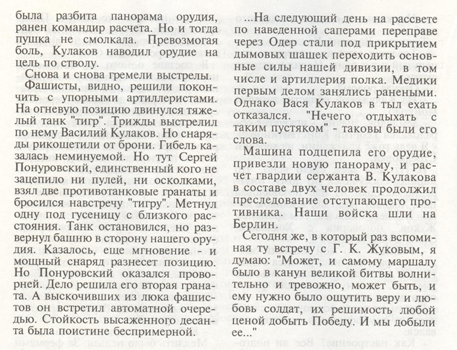 была разбита панорама орудия,
ранен командир расчета. Но и тогда
пушка не смолкала. Превозмогая
боль, Кулаков наводил орудие на
цель по стволу.
Снова и снова гремели выстрелы.
Фашисты, видно, решили покон-
чить с упорными артиллеристами.
На огневую позицию двинулся тяже-
лый танк "тигр". Трижды выстрелил
по нему Василий Кулаков. Но снаря-
ды рикошетили от брони. Гибель ка-
залась неминуемой. Но тут Сергей
Понуровский, единственный кого не
зацепило ни пулей, ни осколками,
взял две противотанковые гранаты и
бросился навстречу "тигру". Метнул
одну под гусеницу с близкого рас-
стояния. Танк остановился, но раз-
вернул башню в сторону нашего ору-
дия. Казалось, еще мгновение - и
мощный снаряд разнесет позицию.
Но Понуровский оказался провор-
ней. Дело решила его вторая грана-
та. А выскочивших из люка фашис-
тов он встретил автоматной очере-
дью. Стойкость высаженного десан-
та была поистине беспримерной.
...На следующий день на рассвете
по наведенной саперами переправе
через Одер стали под прикрытием
дымовых шашек переходить основ-
ные силы нашей дивизии, в том
числе и артиллерия полка. Медики
первым делом занялись ранеными.
Однако Вася Кулаков в тыл ехать
отказался. "Нечего отдыхать с
таким пустяком" - таковы были его
слова.
Машина подцепила его орудие,
привезли новую панораму, и рас-
чет гвардии сержанта В. Кулакова
в составе двух человек продолжил
преследование отступающего про-
тивника. Наши войска шли на
Берлин.
Сегодня же, в который раз вспоми-
ная ту встречу с Г. К. Жуковым, я
думаю: "Может, и самому маршалу
было в канун великой битвы волни-
тельно и тревожно, может быть, и
ему нужно было ощутить веру и лю-
бовь солдат, их решимость любой
ценой добыть Победу. И мы добыли
ее..."